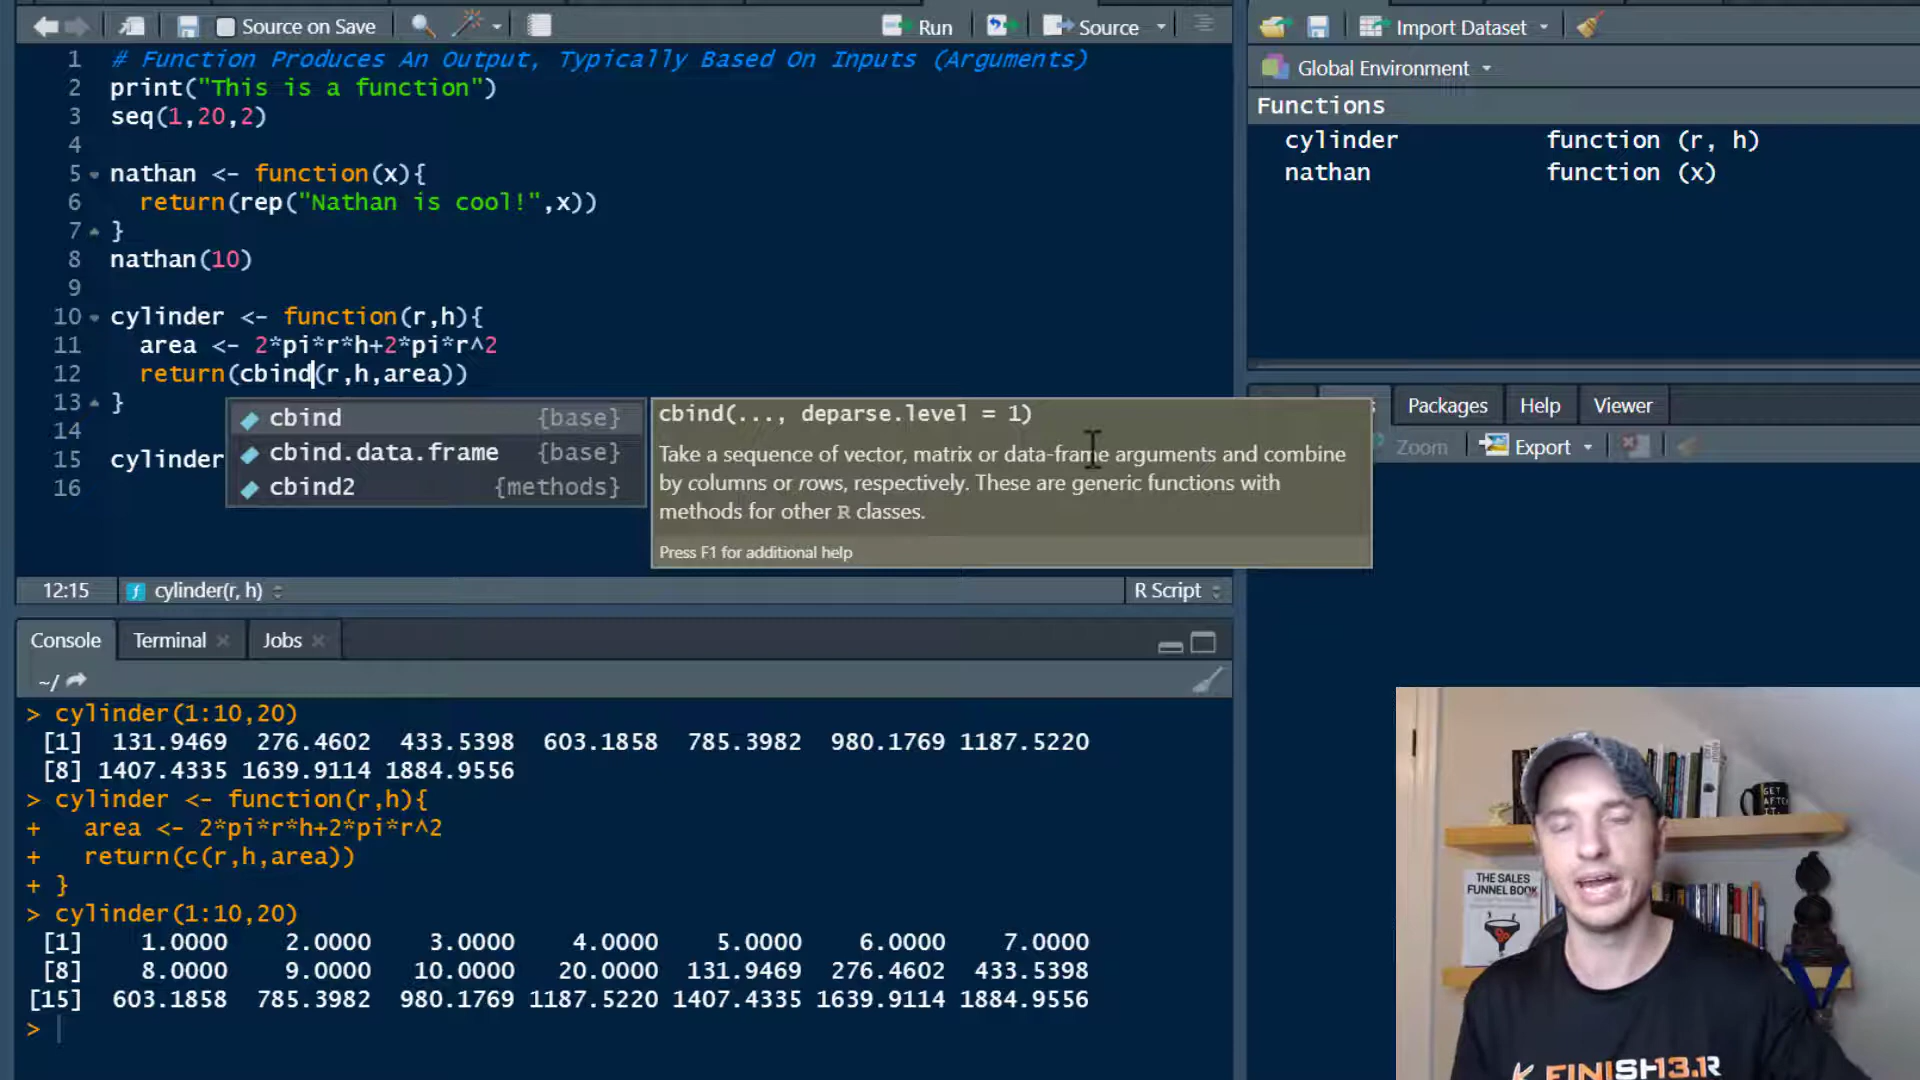 Source on Save
Run
Source
1 # Function Produces An Output, Typically Based On Inputs (Arguments)
2 print("This is a function")
3 seq(1,20,2)
4
5 nathan <- function(x){
6 return(rep("Nathan is cool!",x))
7 }
8 nathan(10)
9
10 cylinder <- function(r,h){
11 area <- 2*pi*r*h+2*pi*r^2
12 return(cbind(r,h,area))
13 }
14
15 cylinder
16
cbind {base}
cbind.data.frame {base}
cbind2 {methods}
cbind(..., deparse.level = 1)
Take a sequence of vector, matrix or data-frame arguments and combine
by columns or rows, respectively. These are generic functions with
methods for other R classes.
Press F1 for additional help
12:15 cylinder(r, h) R Script
Import Dataset
Global Environment
Functions
cylinder function (r, h)
nathan function (x)
Packages Help Viewer
Zoom Export
Console Terminal Jobs
~/
> cylinder(1:10,20)
[1] 131.9469 276.4602 433.5398 603.1858 785.3982 980.1769 1187.5220
[8] 1407.4335 1639.9114 1884.9556
> cylinder <- function(r,h){
+ area <- 2*pi*r*h+2*pi*r^2
+ return(c(r,h,area))
+ }
> cylinder(1:10,20)
[1] 1.0000 2.0000 3.0000 4.0000 5.0000 6.0000 7.0000
[8] 8.0000 9.0000 10.0000 20.0000 131.9469 276.4602 433.5398
[15] 603.1858 785.3982 980.1769 1187.5220 1407.4335 1639.9114 1884.9556
>
GET
AFTER
IT
THE SALES
FUNNEL BOOK
FINISH13.1R